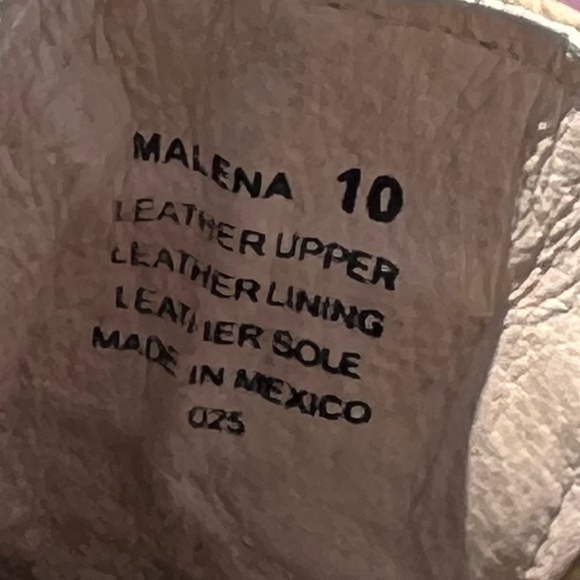 MALENA 10
LEATHER UPPER
LEATHER LINING
LEATHER SOLE
MADE IN MEXICO
025